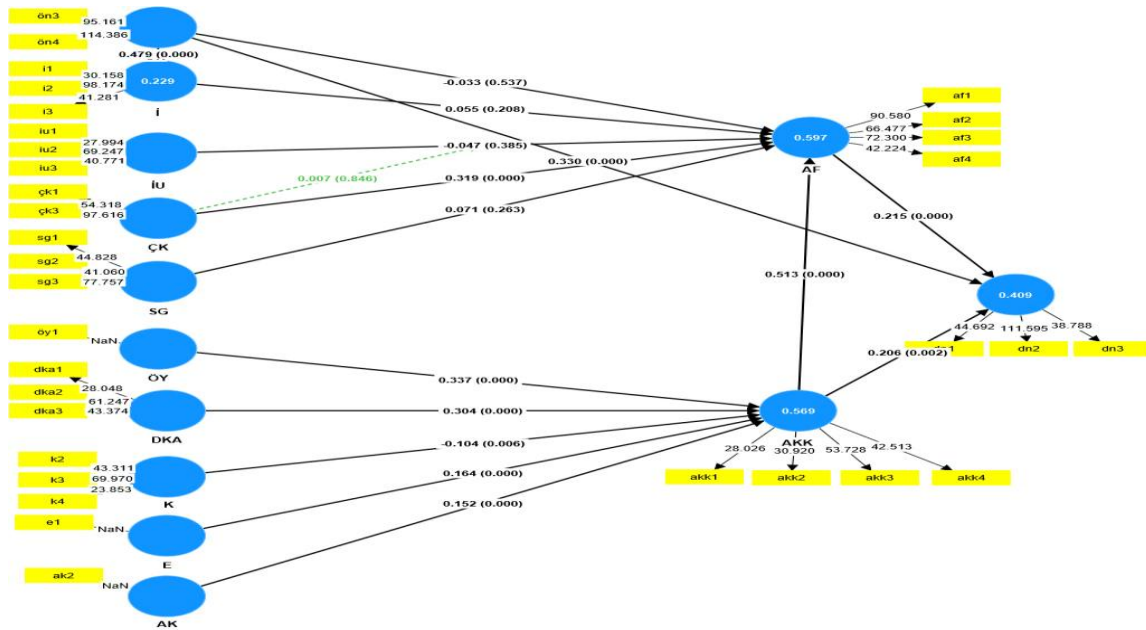 ön3
95.161
114.386
ön4
0.479 (0.000)
i1
30.158
0.229
i2
98.174
41.281
i3
İ
iu1
27.994
iu2
69.247
iu3
40.771
İU
çk1
54.318
çk3
97.616
ÇK
sg1
44.828
sg2
41.060
sg3
77.757
SG
öy1
NaN
ÖY
dka1
28.048
dka2
61.247
dka3
43.374
DKA
k2
43.311
k3
69.970
k4
23.853
K
e1
NaN
E
ak2
NaN
AK
-0.033 (0.537)
0.055 (0.208)
-0.047 (0.385)
0.330 (0.000)
0.007 (0.846)
0.319 (0.000)
0.071 (0.263)
0.513 (0.000)
0.337 (0.000)
0.304 (0.000)
-0.104 (0.006)
0.164 (0.000)
0.152 (0.000)
0.597
AF
90.580
af1
66.477
af2
72.300
af3
42.224
af4
0.215 (0.000)
0.409
44.692
111.595
38.788
dn2
dn3
0.206 (0.002)
0.569
AKK
28.026
30.920
53.728
42.513
akk1
akk2
akk3
akk4